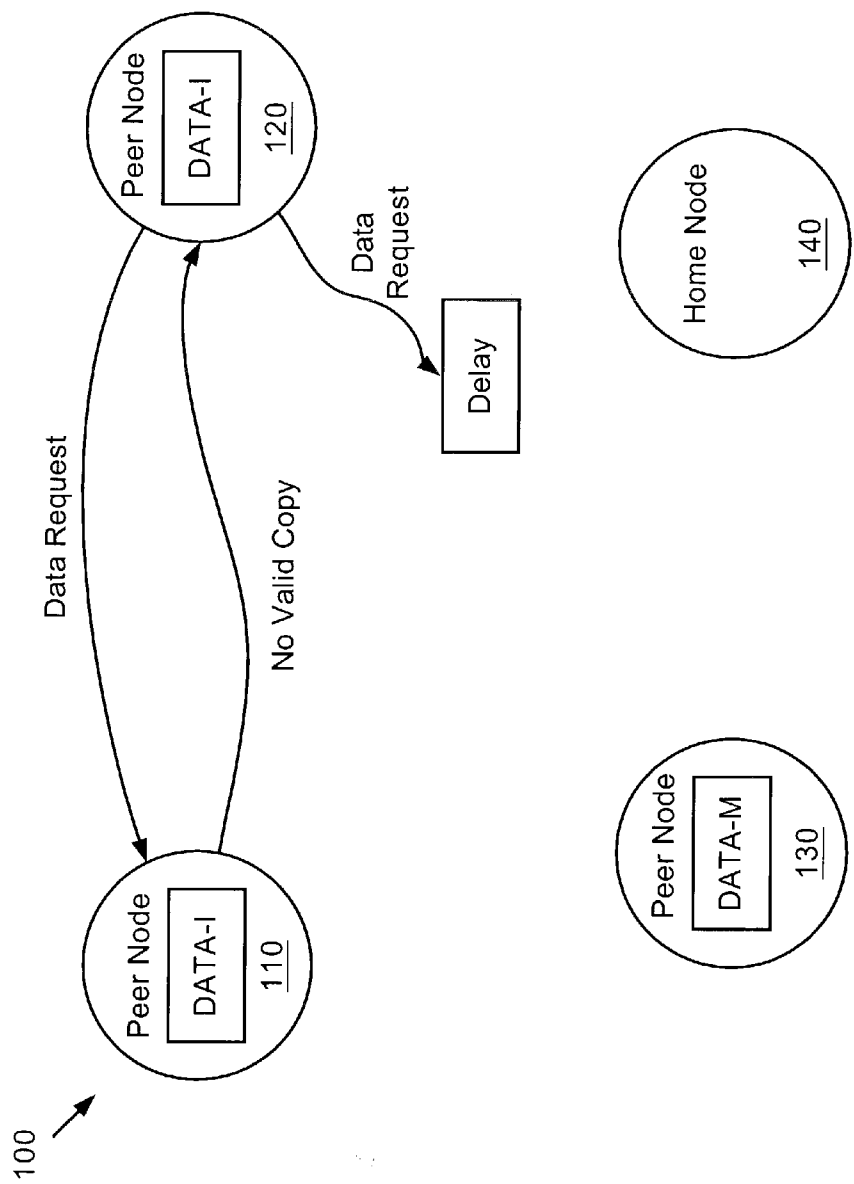 100
Data Request
Peer Node
DATA-I
110
Peer Node
DATA-I
120
No Valid Copy
Data
Request
Delay
Peer Node
DATA-M
130
Home Node
140